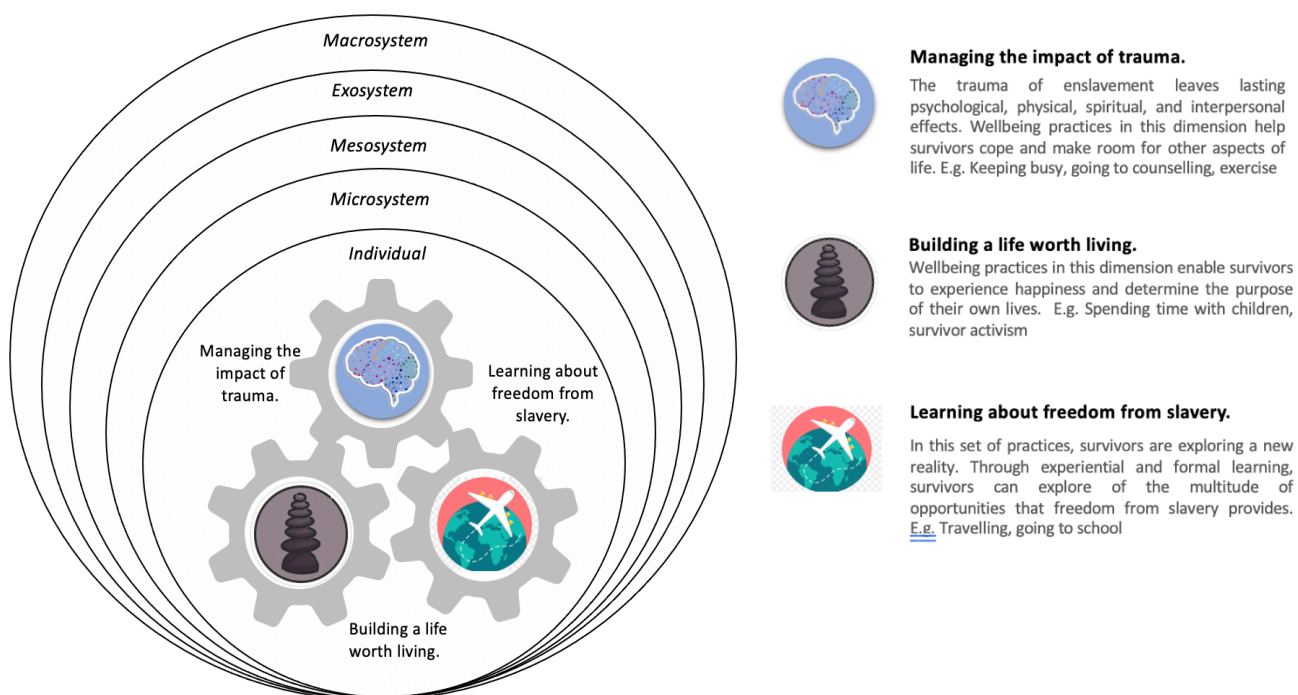 Macrosystem
Exosystem
Mesosystem
Microsystem
Individual
Managing the
impact of
trauma.
Learning about
freedom from
slavery.
Building a life
worth living.
Managing the impact of trauma.
The trauma of enslavement leaves lasting
psychological, physical, spiritual, and interpersonal
effects. Wellbeing practices in this dimension help
survivors cope and make room for other aspects of
life. E.g. Keeping busy, going to counselling, exercise
Building a life worth living.
Wellbeing practices in this dimension enable survivors
to experience happiness and determine the purpose
of their own lives. E.g. Spending time with children,
survivor activism
Learning about freedom from slavery.
In this set of practices, survivors are exploring a new
reality. Through experiential and formal learning,
survivors can explore of the multitude of
opportunities that freedom from slavery provides.
E.g. Travelling, going to school